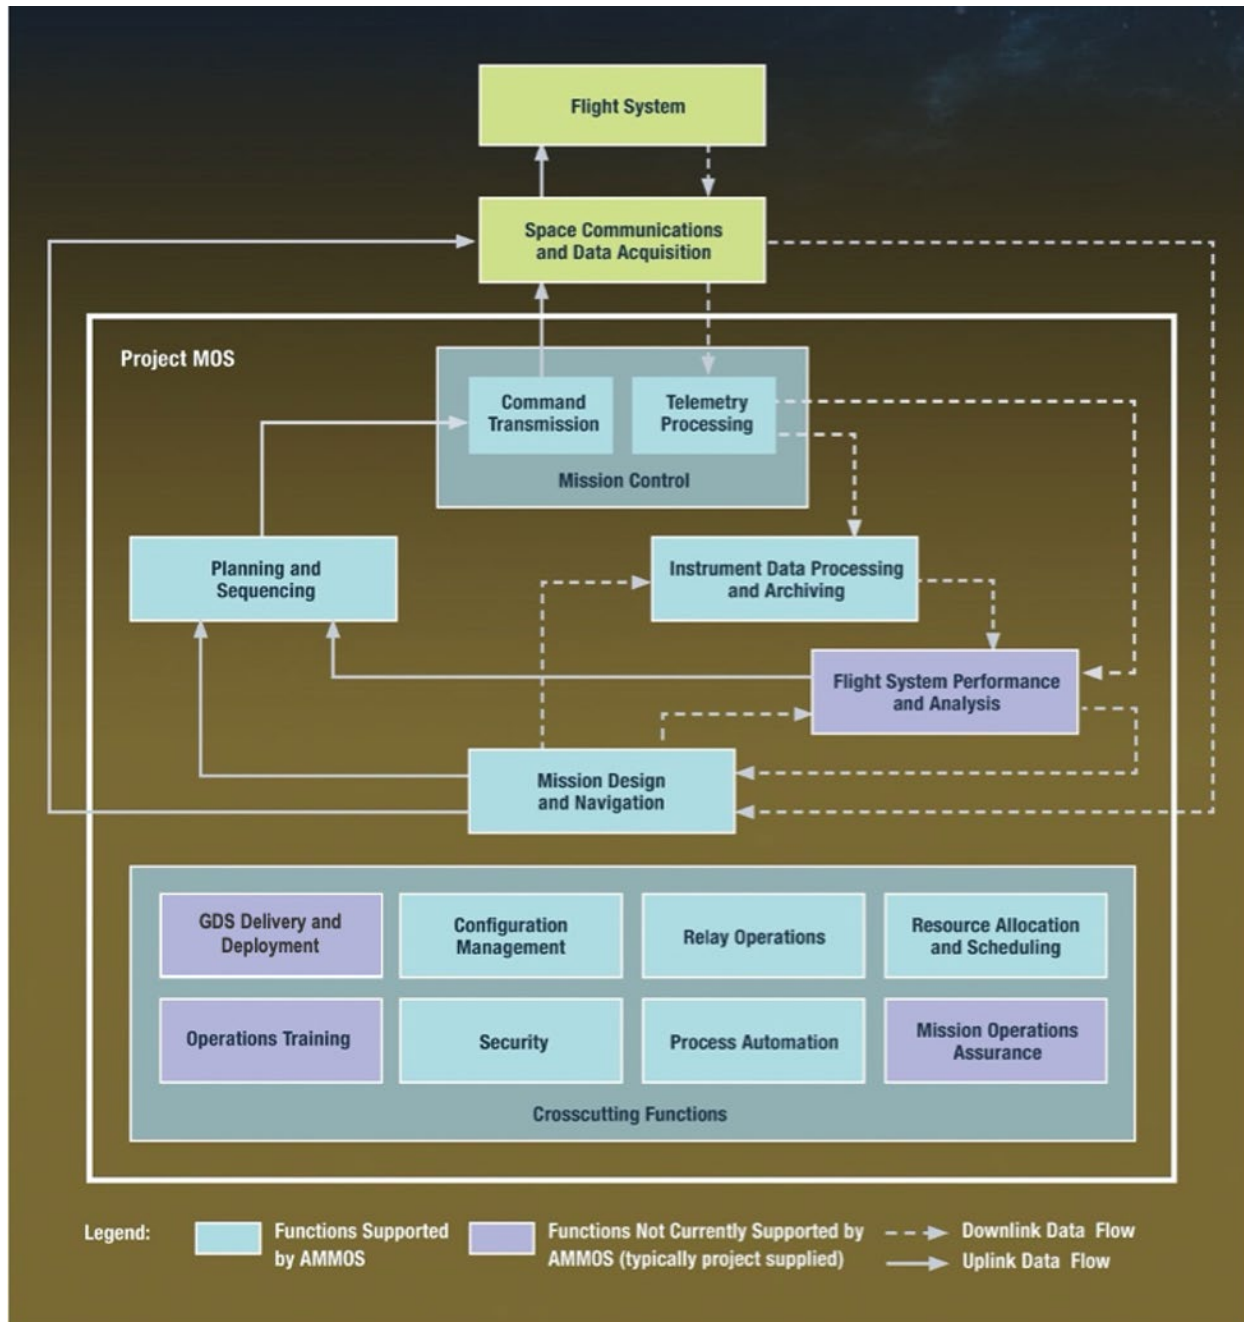 Flight System
Space Communications
and Data Acquisition
Project MOS
Command
Transmission
Telemetry
Processing
Mission Control
Planning and
Sequencing
Instrument Data Processing
and Archiving
Flight System Performance
and Analysis
Mission Design
and Navigation
GDS Delivery and
Deployment
Configuration
Management
Relay Operations
Resource Allocation
and Scheduling
Operations Training
Security
Process Automation
Mission Operations
Assurance
Crosscutting Functions
Legend:
Functions Supported
by AMMOS
Functions Not Currently Supported by
AMMOS (typically project supplied)
Downlink Data Flow
Uplink Data Flow